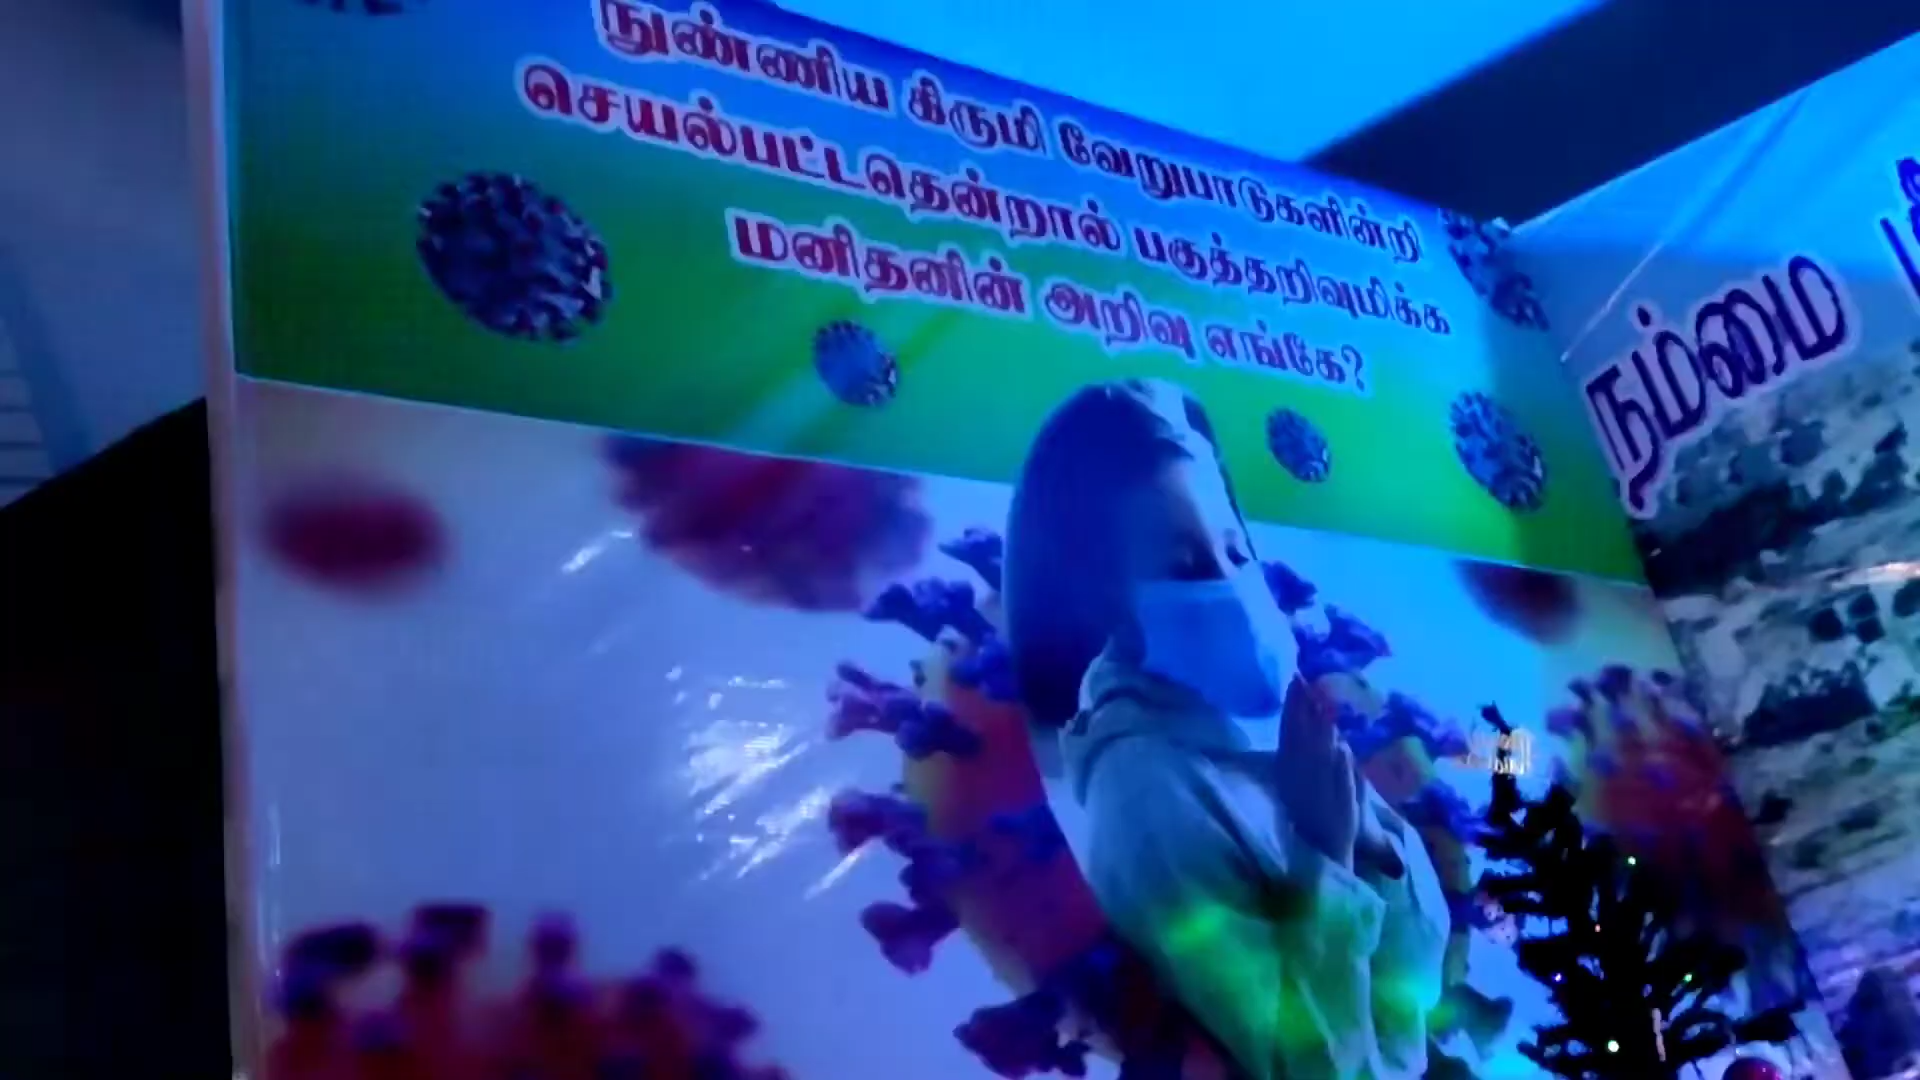 நுண்ணிய கிருமி வேறுபாடுகளின்றி
செயல்பட்டதென்றால் பகுத்தறிவுமிக்க
மனிதனின் அறிவு எங்கே?
நம்மை